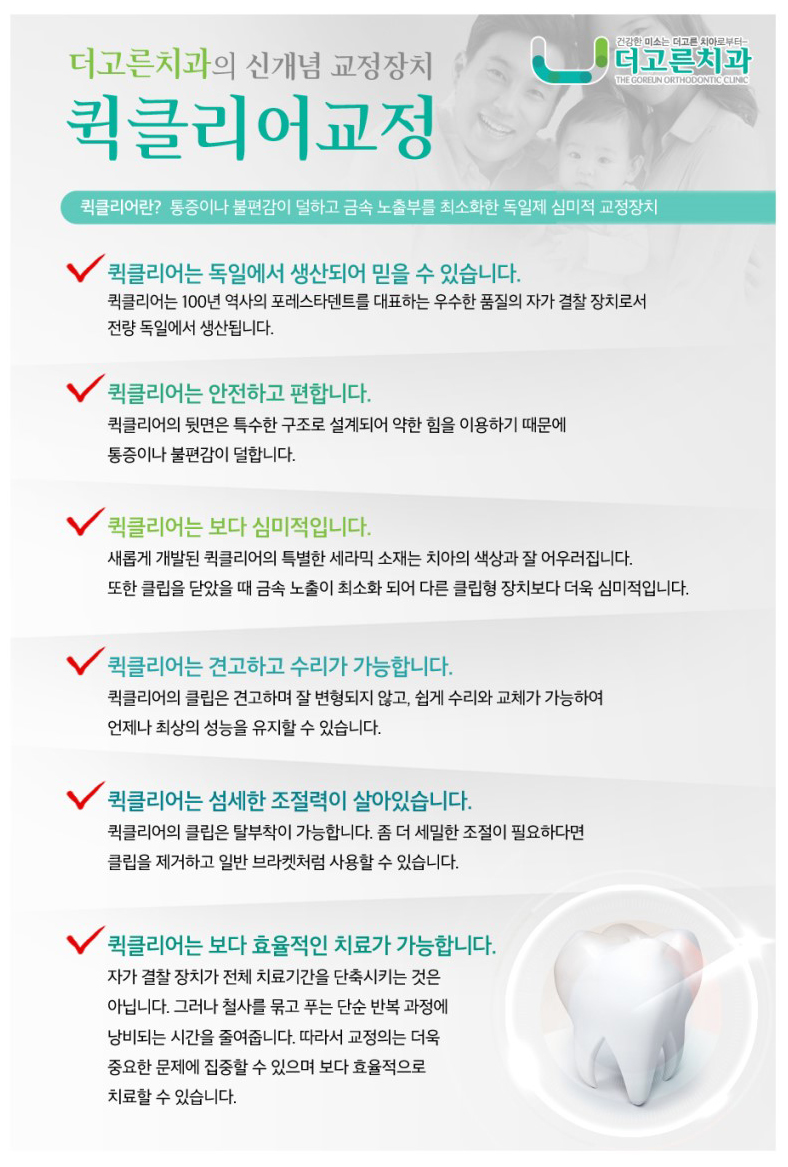 더고른치과의 신개념 교정장치
퀵클리어교정
건강한 미소는 더고른 치아로부터~
더고른치과
THE GOREUN ORTHODONTIC CLINIC
퀵클리어란? 통증이나 불편감이 덜하고 금속 노출부를 최소화한 독일제 심미적 교정장치
퀵클리어는 독일에서 생산되어 믿을 수 있습니다.
퀵클리어는 100년 역사의 포레스타덴트를 대표하는 우수한 품질의 자가 결찰 장치로서
전량 독일에서 생산됩니다.
퀵클리어는 안전하고 편합니다.
퀵클리어의 뒷면은 특수한 구조로 설계되어 약한 힘을 이용하기 때문에
통증이나 불편감이 덜합니다.
퀵클리어는 보다 심미적입니다.
새롭게 개발된 퀵클리어의 특별한 세라믹 소재는 치아의 색상과 잘 어우러집니다.
또한 클립을 닫았을 때 금속 노출이 최소화 되어 다른 클립형 장치보다 더욱 심미적입니다.
퀵클리어는 견고하고 수리가 가능합니다.
퀵클리어의 클립은 견고하며 잘 변형되지 않고, 쉽게 수리와 교체가 가능하여
언제나 최상의 성능을 유지할 수 있습니다.
퀵클리어는 섬세한 조절력이 살아있습니다.
퀵클리어의 클립은 탈부착이 가능합니다. 좀 더 세밀한 조절이 필요하다면
클립을 제거하고 일반 브라켓처럼 사용할 수 있습니다.
퀵클리어는 보다 효율적인 치료가 가능합니다.
자가 결찰 장치가 전체 치료기간을 단축시키는 것은
아닙니다. 그러나 철사를 묶고 푸는 단순 반복 과정에
낭비되는 시간을 줄여줍니다. 따라서 교정의는 더욱
중요한 문제에 집중할 수 있으며 보다 효율적으로
치료할 수 있습니다.